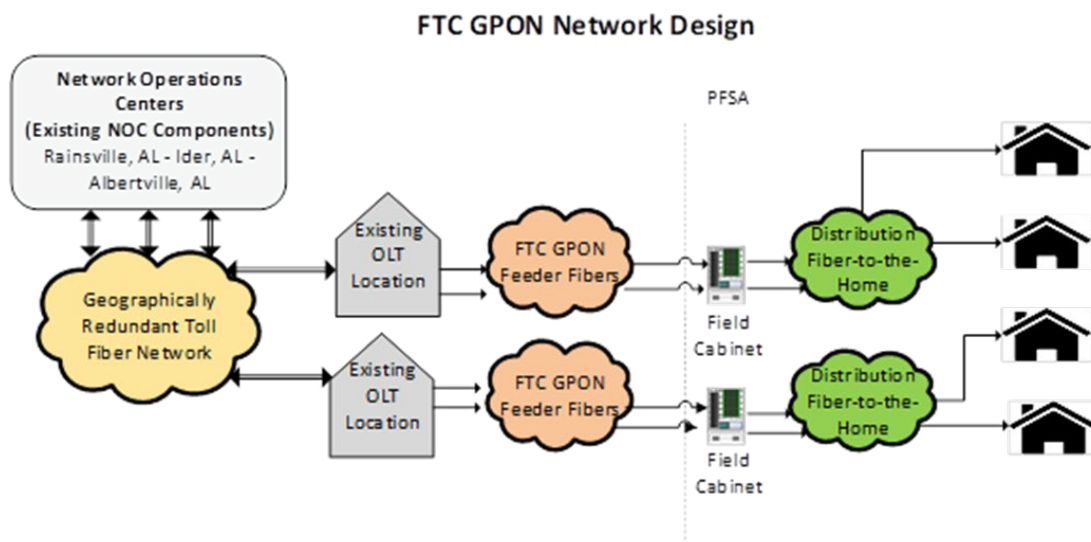 FTC GPON Network Design
Network Operations
Centers
(Existing NOC Components)
Rainsville, AL - Ider, AL -
Albertville, AL
PFSA
Geographically
Redundant Toll
Fiber Network
Existing
OLT
Location
FTC GPON
Feeder Fibers
Field
Cabinet
Distribution
Fiber-to-the-
Home
Existing
OLT
Location
FTC GPON
Feeder Fibers
Field
Cabinet
Distribution
Fiber-to-the-
Home